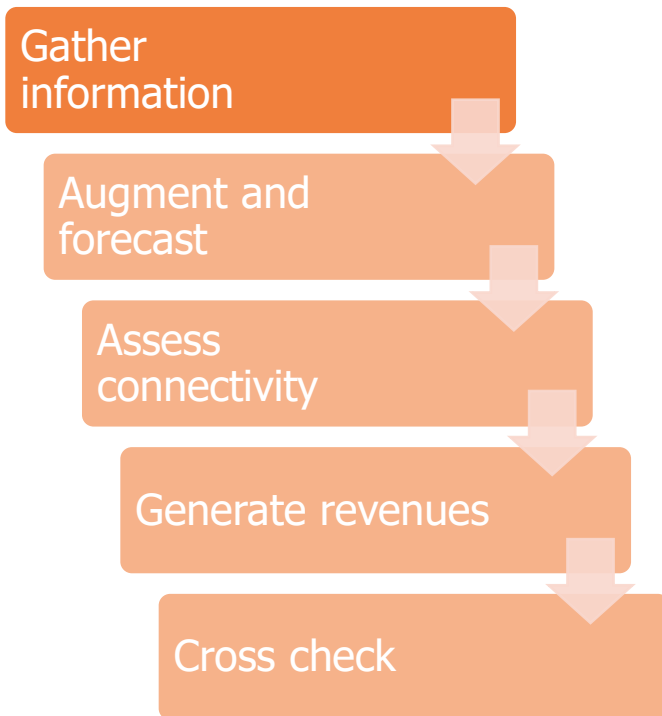 Gather
information
Augment and
forecast
Assess
connectivity
Generate revenues
Cross check